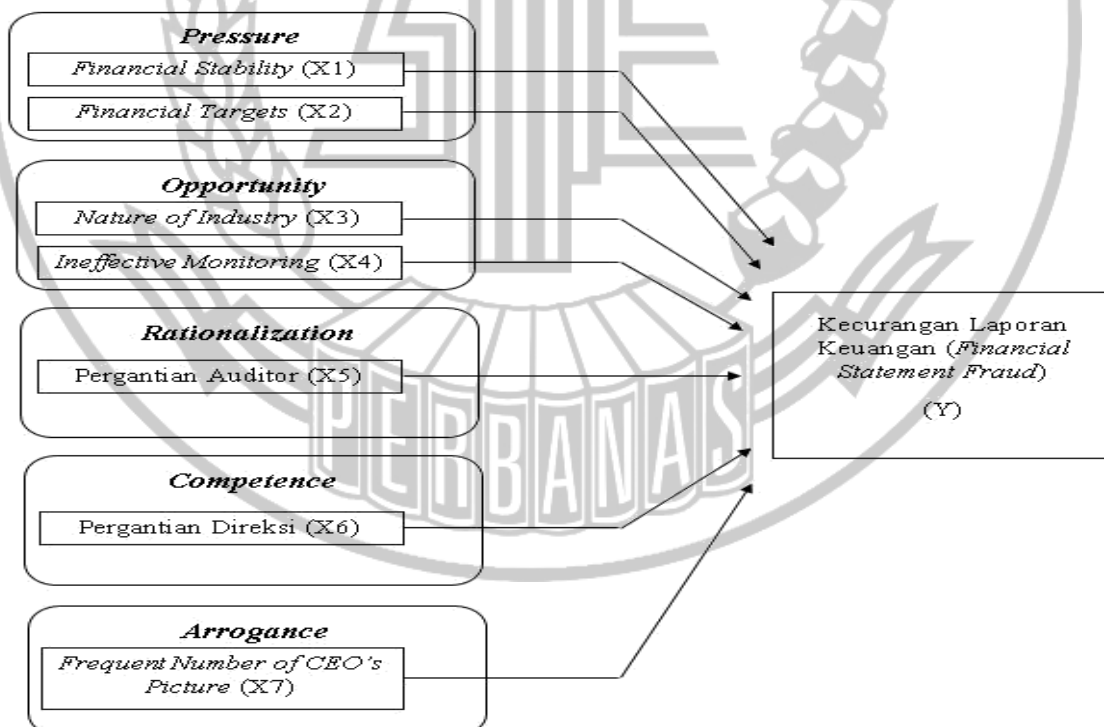 Pressure
Financial Stability (X1)
Financial Targets (X2)
Opportunity
Nature of Industry (X3)
Ineffective Monitoring (X4)
Rationalization
Pergantian Auditor (X5)
Competence
Pergantian Direksi (X6)
Arrogance
Frequent Number of CEO's
Picture (X7)
Kecurangan Laporan
Keuangan (Financial
Statement Fraud)
(Y)
PERBANAS